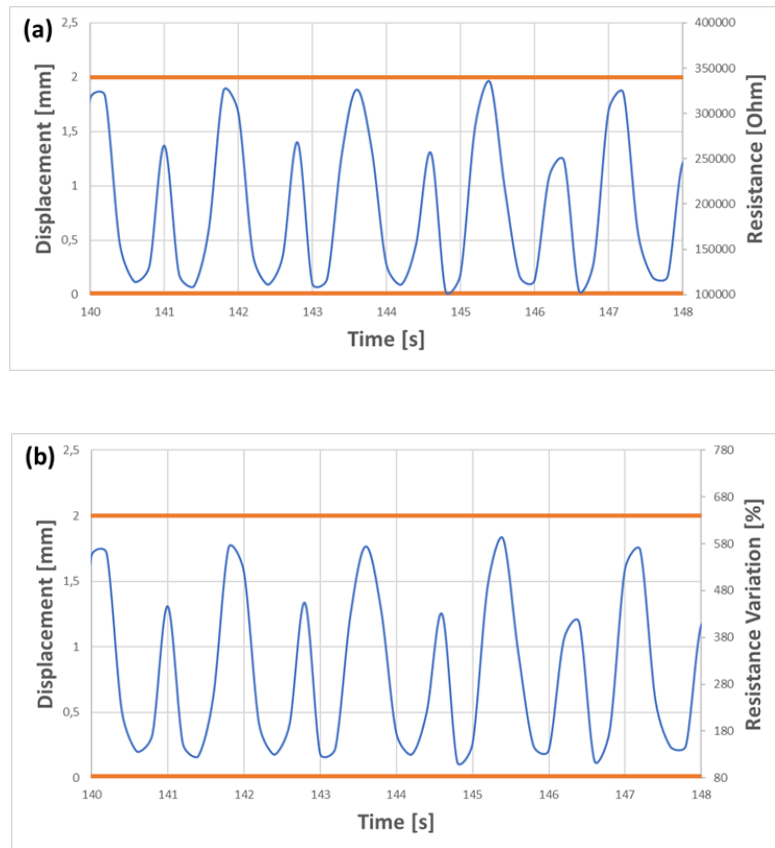 (a)
2,5
2
1,5
1
0,5
0
Displacement [mm]
400000
350000
300000
250000
200000
150000
100000
Resistance [Ohm]
140 141 142 143 144 145 146 147 148
Time [s]
(b)
2,5
2
1,5
1
0,5
0
Displacement [mm]
780
680
580
480
380
280
180
80
Resistance Variation [%]
140 141 142 143 144 145 146 147 148
Time [s]